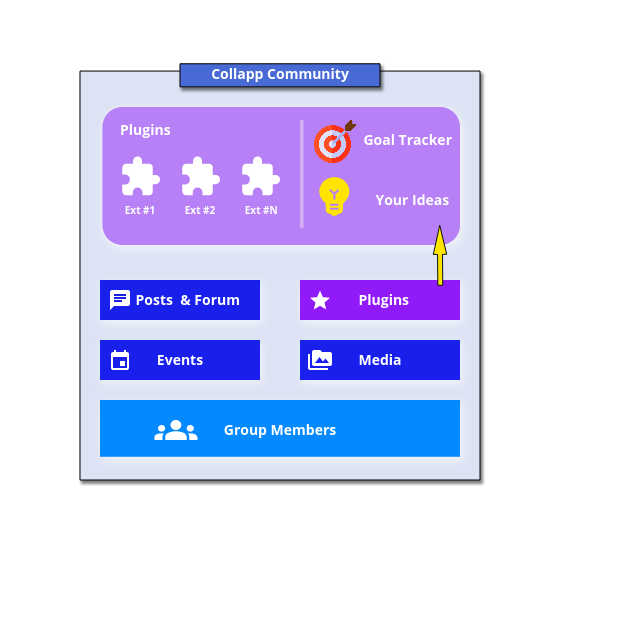 Collapp Community
Plugins
Ext #1
Ext #2
Ext #N
Goal Tracker
Your Ideas
Posts & Forum
Plugins
Events
Media
Group Members